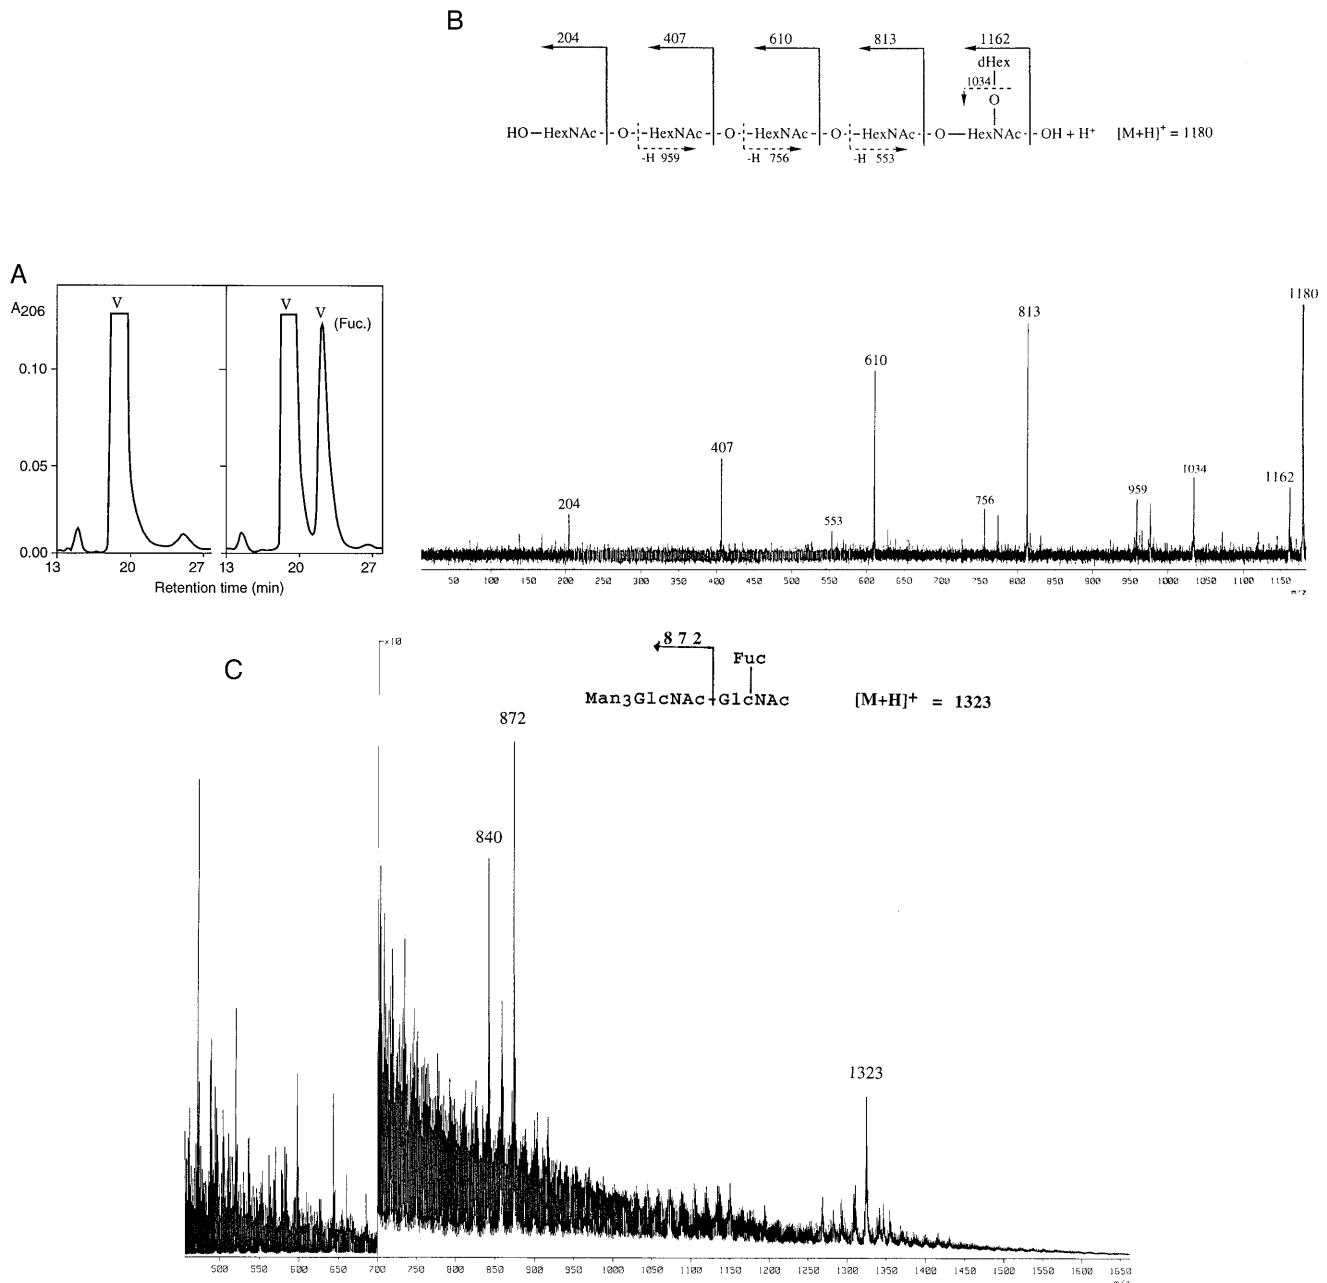 B
204 407 610 813 1162
dHex
1034
O
HO—HexNAc—O—HexNAc—O—HexNAc—O—HexNAc—O—HexNAc—OH + H⁺ [M+H]⁺ = 1180
-H 959 -H 756 -H 553
A
A206
V V V (Fuc.)
0.10
0.05
0.00
13 20 27 13 20 27
Retention time (min)
204 407 553 610 756 813 959 1034 1162 1180
50 100 150 200 250 300 350 400 450 500 550 600 650 700 750 800 850 900 950 1000 1050 1100 1150
m/z
C
×10
872
Fuc
Man3GlcNAc-GlcNAc [M+H]⁺ = 1323
872
840
1323
500 550 600 650 700 750 800 850 900 950 1000 1050 1100 1150 1200 1250 1300 1350 1400 1450 1500 1550 1600 1650
m/z